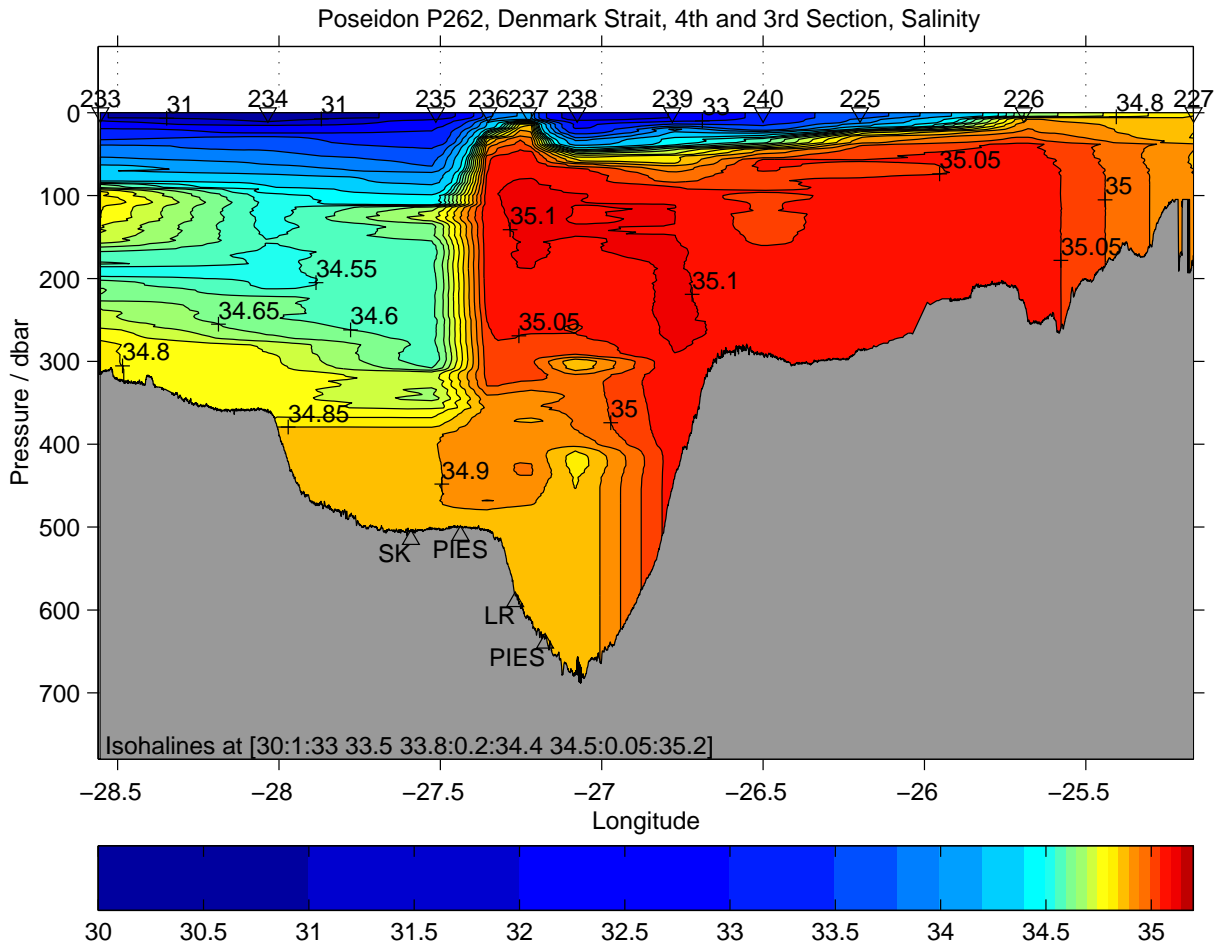 Poseidon P262, Denmark Strait, 4th and 3rd Section, Salinity
233 31 234 31 235 236 237 238 239 33 240 225 226 34.8 227
0
100
200
300
400
500
600
700
Pressure / dbar
35.05
35
35.1
35.05
34.55
35.1
34.65
34.6
35.05
34.8
34.85
35
34.9
SK
PIES
LR
PIES
Isohalines at [30:1:33 33.5 33.8:0.2:34.4 34.5:0.05:35.2]
−28.5 −28 −27.5 −27 −26.5 −26 −25.5
Longitude
30 30.5 31 31.5 32 32.5 33 33.5 34 34.5 35